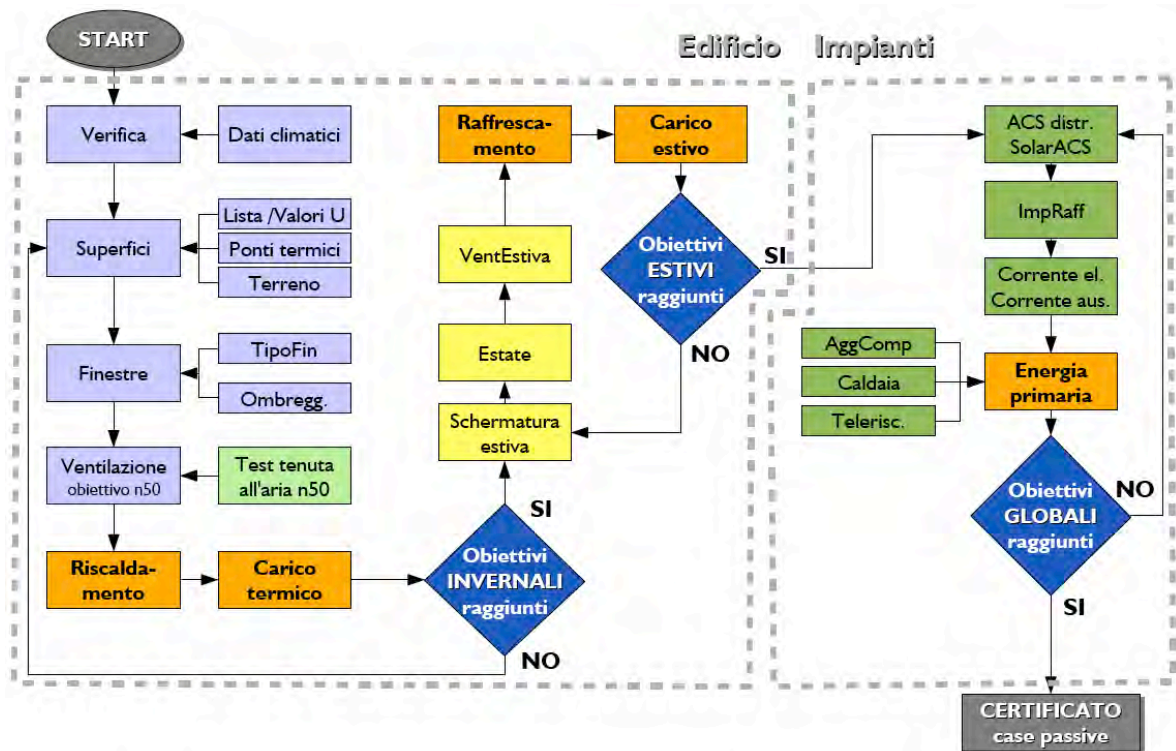 START
Edificio Impianti
Verifica
Dati climatici
Superfici
Lista /Valori U
Ponti termici
Terreno
Finestre
TipoFin
Ombregg.
Ventilazione
obiettivo n50
Test tenuta
all'aria n50
Riscalda-
mento
Carico
termico
Obiettivi
INVERNALI
raggiunti
SI
NO
Schermatura
estiva
Estate
VentEstiva
Raffresca-
mento
Carico
estivo
Obiettivi
ESTIVI
raggiunti
SI
NO
ACS distr.
SolarACS
ImpRaff
Corrente el.
Corrente aus.
AggComp
Caldaia
Telerisc.
Energia
primaria
Obiettivi
GLOBALI
raggiunti
NO
SI
CERTIFICATO
case passive